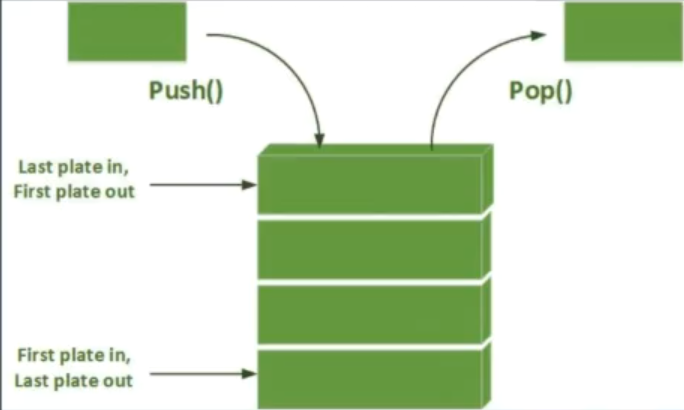 Push()
Pop()
Last plate in,
First plate out
First plate in,
Last plate out